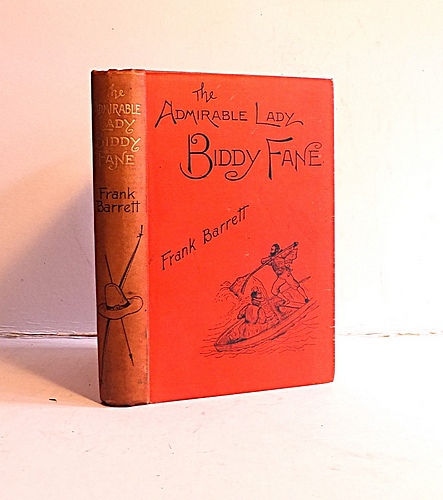 The
ADMIRABLE
LADY
BIDDY
FANE
Frank
Barrett
The
ADMIRABLE LADY
BIDDY FANE
Frank Barrett